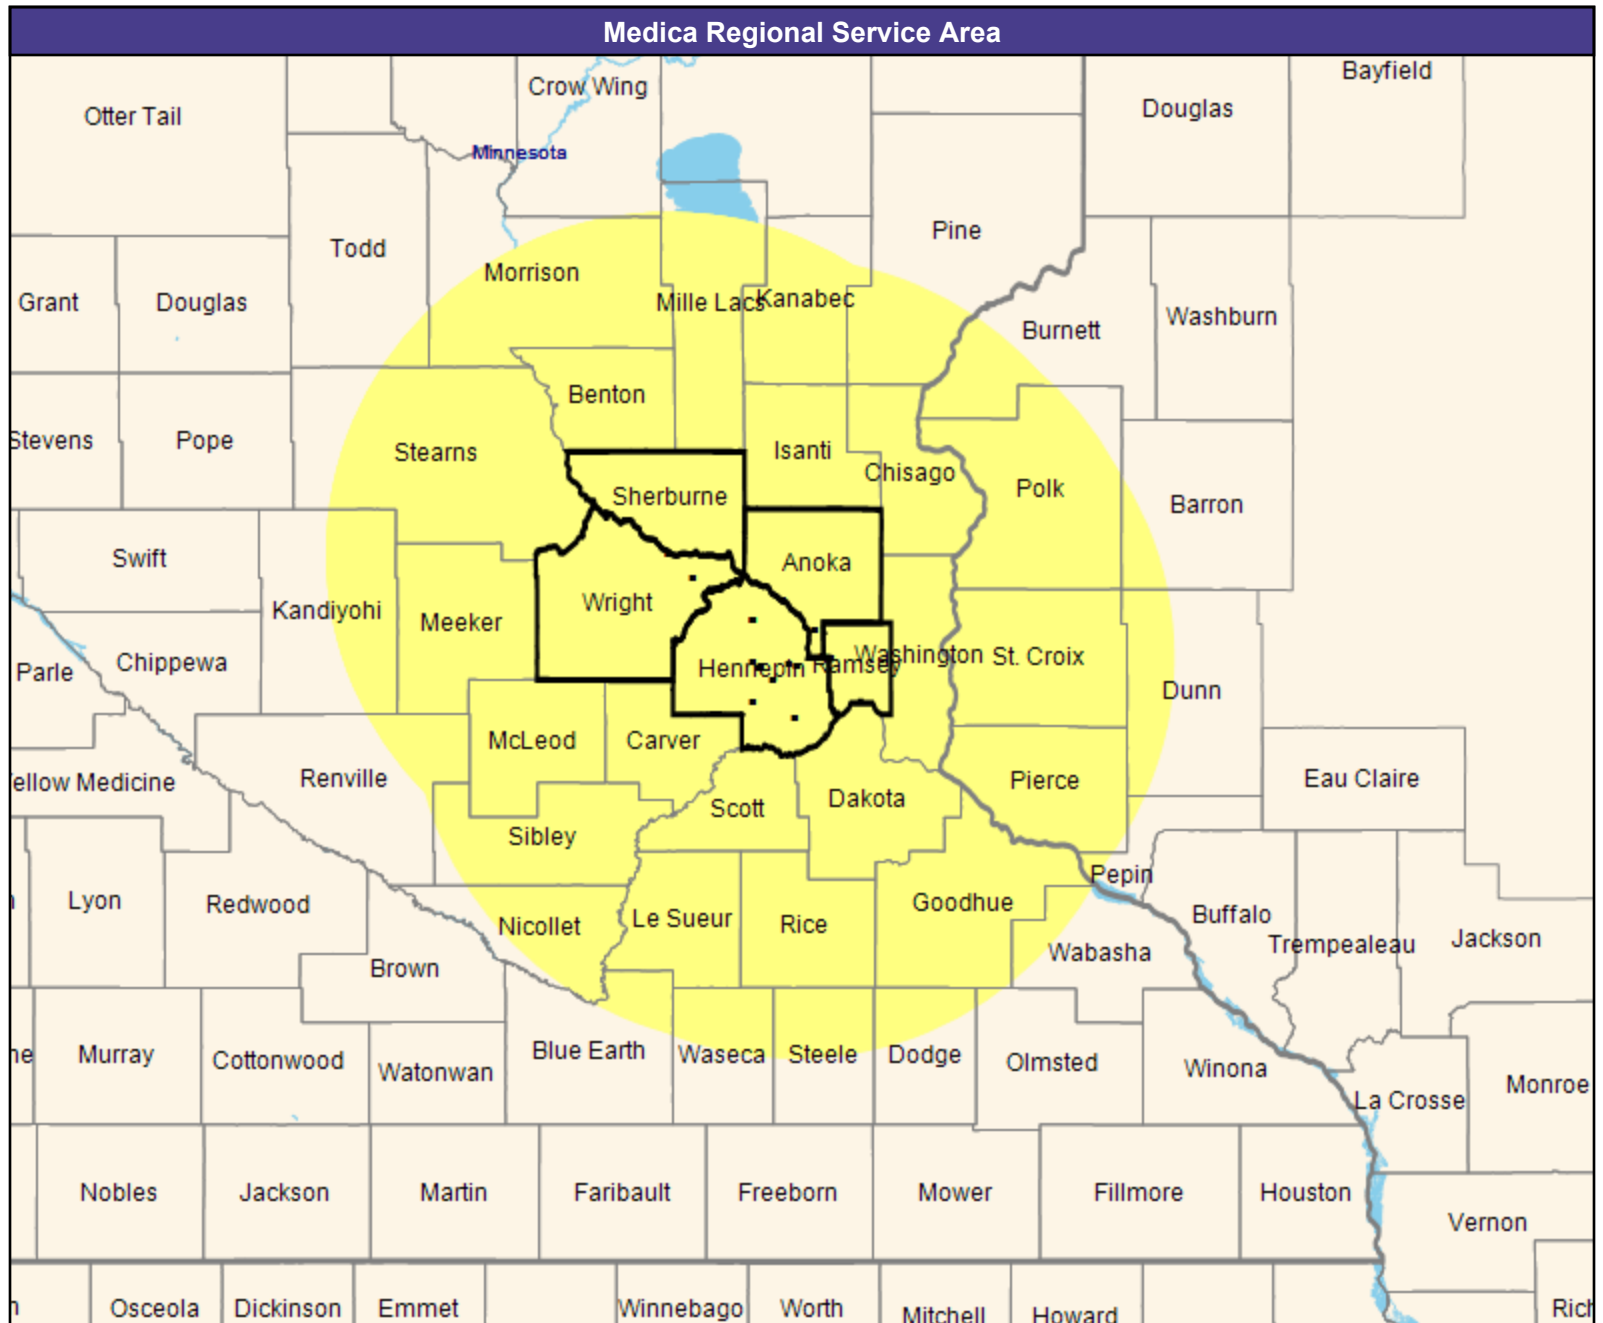 Medica Regional Service Area
Bayfield
Crow Wing
Douglas
Otter Tail
Minnesota
Pine
Todd
Morrison
Grant
Douglas
Mille Lacs
Kanabec
Washburn
Burnett
Benton
Stevens
Pope
Stearns
Isanti
Chisago
Polk
Sherburne
Barron
Swift
Anoka
Wright
Kandiyohi
Meeker
Washington
St. Croix
Chippewa
Hennepin
Ramsey
Parle
Dunn
McLeod
Carver
Renville
Pierce
Eau Claire
ellow Medicine
Dakota
Scott
Sibley
Pepin
Lyon
Redwood
Goodhue
Buffalo
Le Sueur
Rice
Nicollet
Jackson
Trempealeau
Wabasha
Brown
Blue Earth
Murray
Waseca
Steele
Dodge
ne
Cottonwood
Olmsted
Winona
Watonwan
Monroe
La Crosse
Nobles
Jackson
Martin
Faribault
Freeborn
Mower
Fillmore
Houston
Vernon
n
Osceola
Dickinson
Emmet
Winnebago
Worth
Mitchell
Howard
Rich